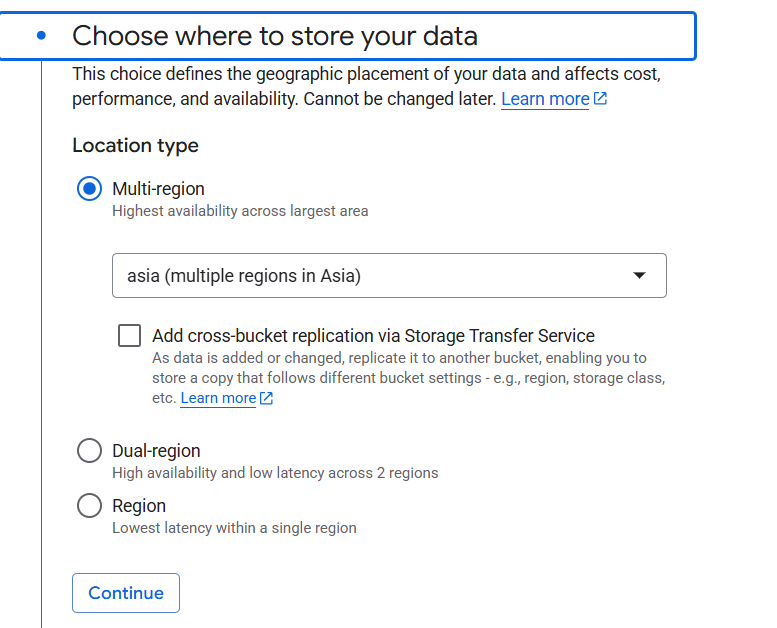 Choose where to store your data
This choice defines the geographic placement of your data and affects cost,
performance, and availability. Cannot be changed later. Learn more
Location type
Multi-region
Highest availability across largest area
asia (multiple regions in Asia)
Add cross-bucket replication via Storage Transfer Service
As data is added or changed, replicate it to another bucket, enabling you to
store a copy that follows different bucket settings - e.g., region, storage class,
etc. Learn more
Dual-region
High availability and low latency across 2 regions
Region
Lowest latency within a single region
Continue